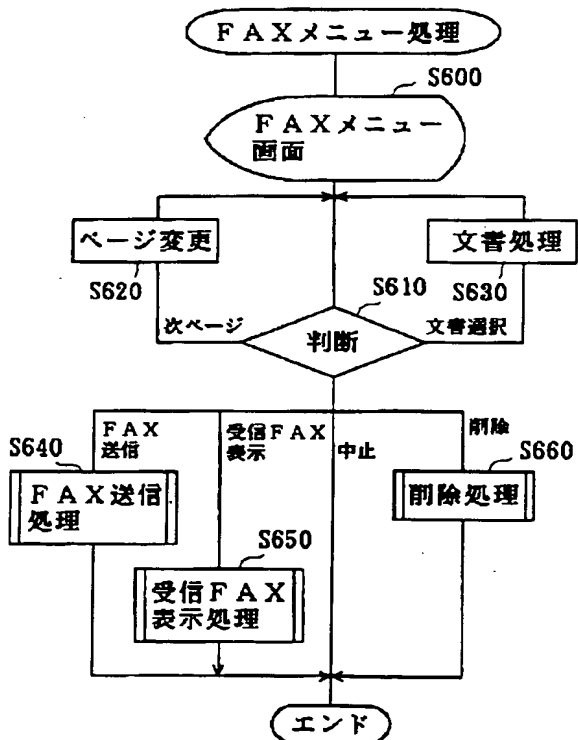 FAXメニュー処理
S600
FAXメニュー
画面
ページ変更
文書処理
S620
S630
S610
次ページ
判断
文書選択
FAX
送信
受信FAX
表示
中止
削除
S640
S660
FAX送信
処理
削除処理
S650
受信FAX
表示処理
エンド